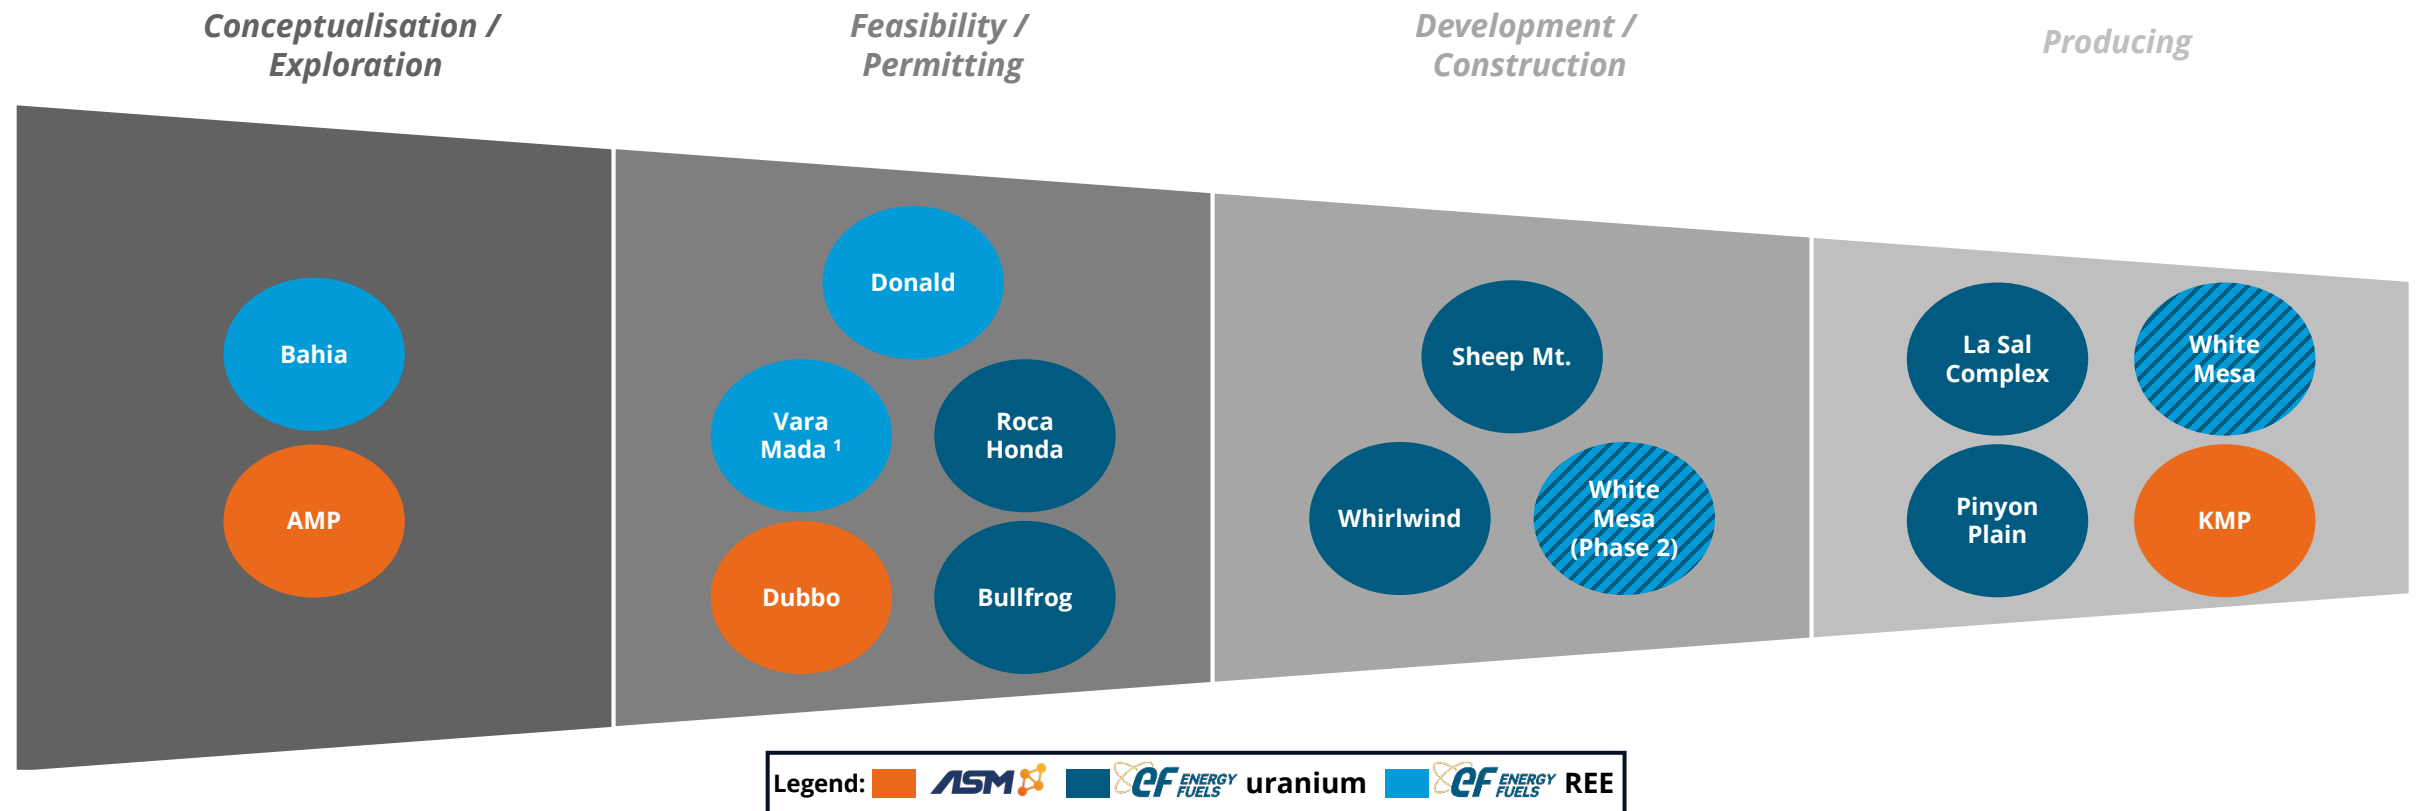 Conceptualisation /
Exploration
Feasibility /
Permitting
Development /
Construction
Producing
Bahia
AMP
Donald
Vara
Mada ¹
Roca
Honda
Dubbo
Bullfrog
Sheep Mt.
Whirlwind
White
Mesa
(Phase 2)
La Sal
Complex
White
Mesa
Pinyon
Plain
KMP
Legend: ASM ef ENERGY FUELS uranium ef ENERGY FUELS REE